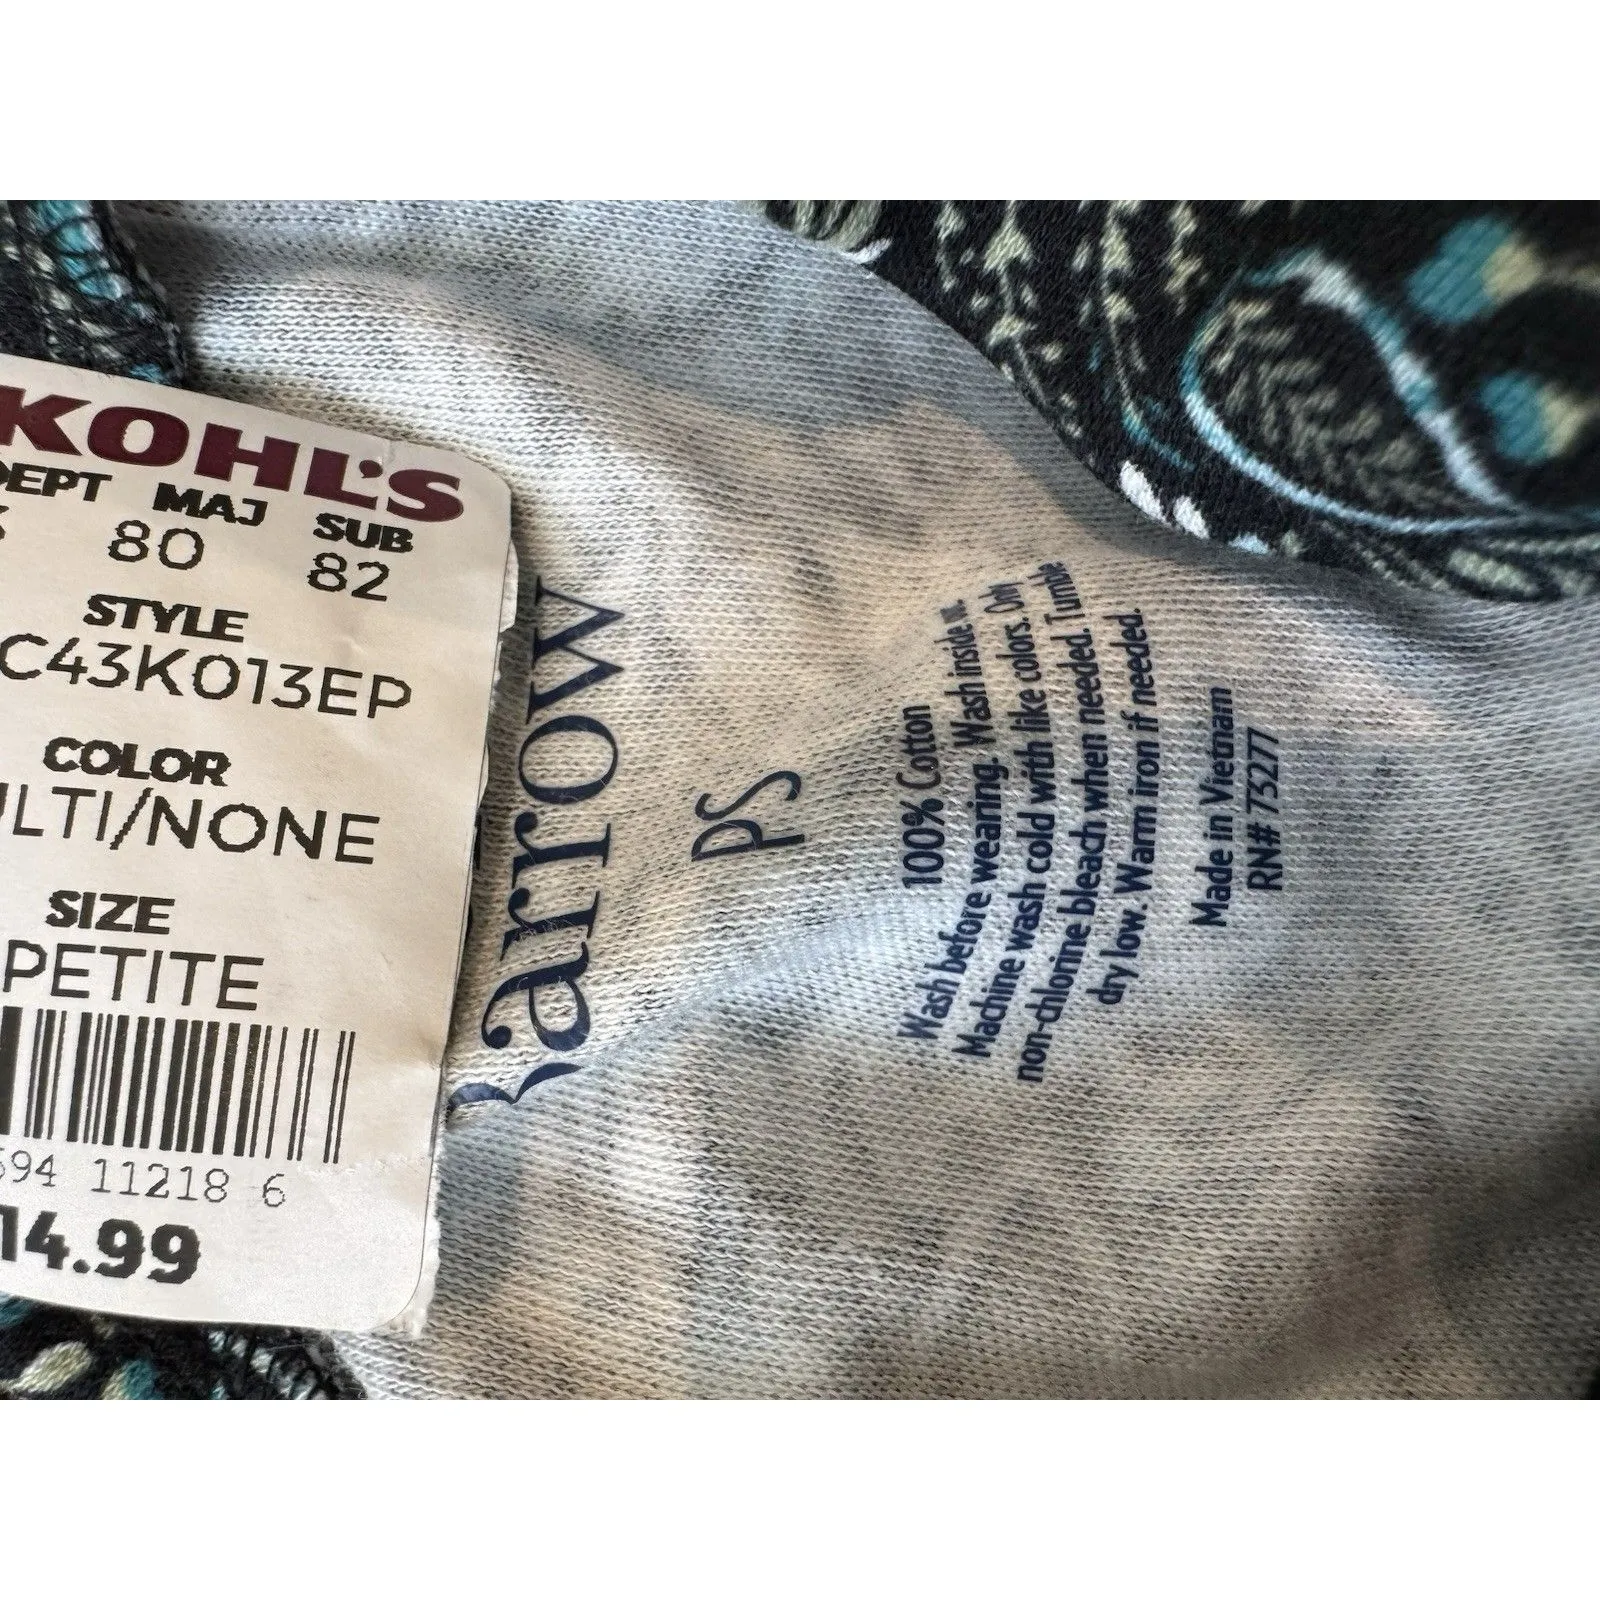 KOHL'S
DEPT MAJ SUB
80 82
STYLE
C43K013EP
COLOR
LTI/NONE
SIZE
PETITE
594 11218 6
14.99
Barrow
PS
100% Cotton
Wash before wearing. Wash inside
Machine wash cold with like colors. Only
non-chlorine bleach when needed. Tumble
dry low. Warm iron if needed.
Made in Vietnam
RN# 73277